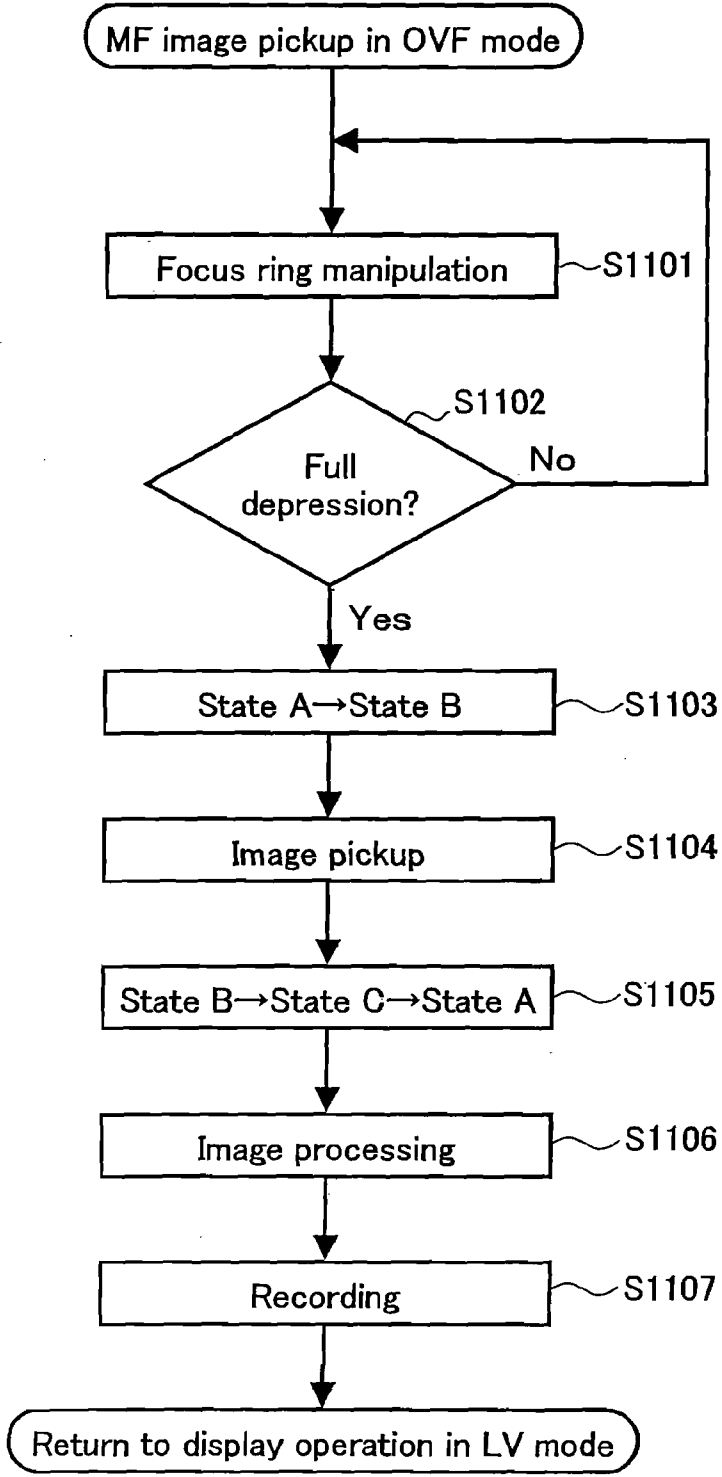 MF image pickup in OVF mode
Focus ring manipulation
S1101
S1102
Full
depression?
No
Yes
State A→State B
S1103
Image pickup
S1104
State B→State C→State A
S1105
Image processing
S1106
Recording
S1107
Return to display operation in LV mode